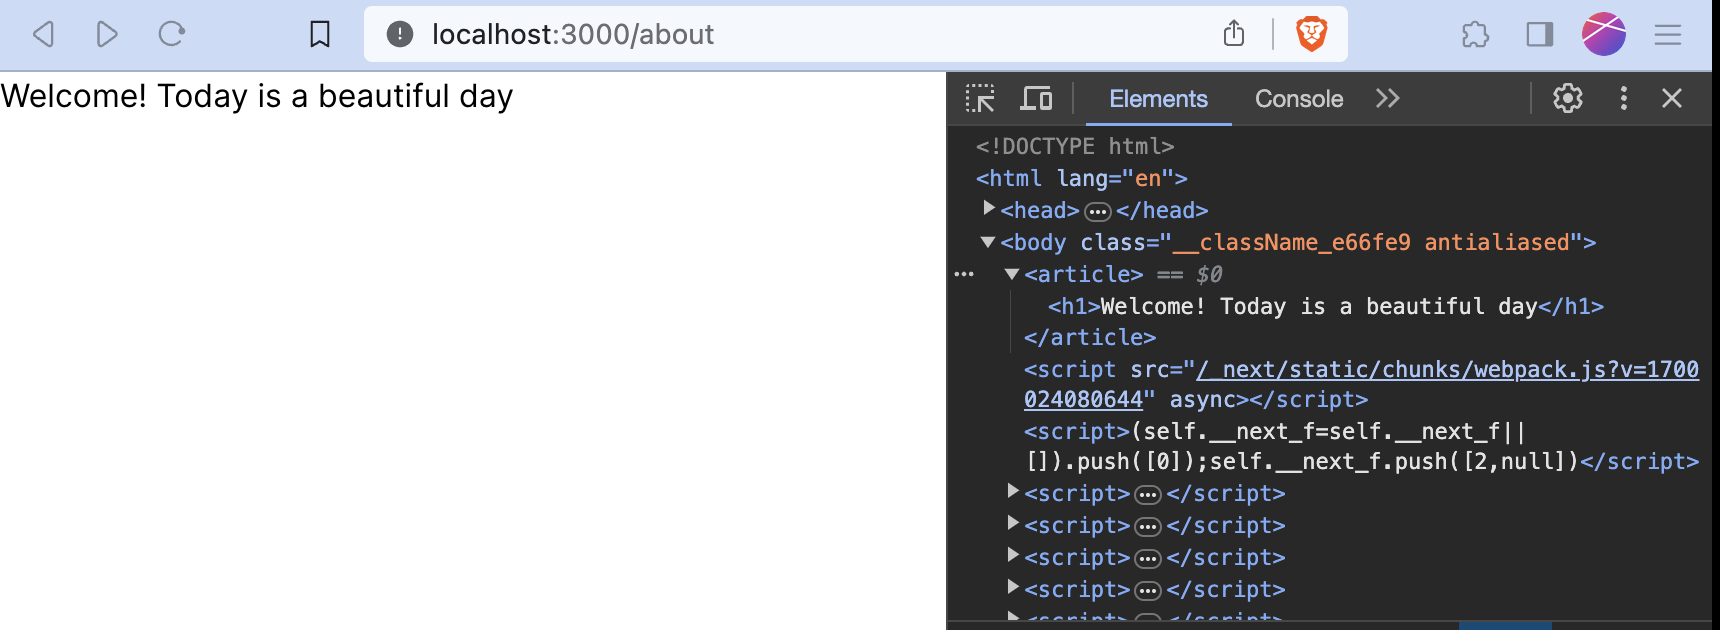 localhost:3000/about
Welcome! Today is a beautiful day
Elements Console
<!DOCTYPE html>
<html lang="en">
<head> … </head>
<body class="__className_e66fe9 antialiased">
… <article> == $0
<h1>Welcome! Today is a beautiful day</h1>
</article>
<script src="/_next/static/chunks/webpack.js?v=1700
024080644" async></script>
<script>(self.__next_f=self.__next_f||
[]).push([0]);self.__next_f.push([2,null])</script>
<script> … </script>
<script> … </script>
<script> … </script>
<script> … </script>